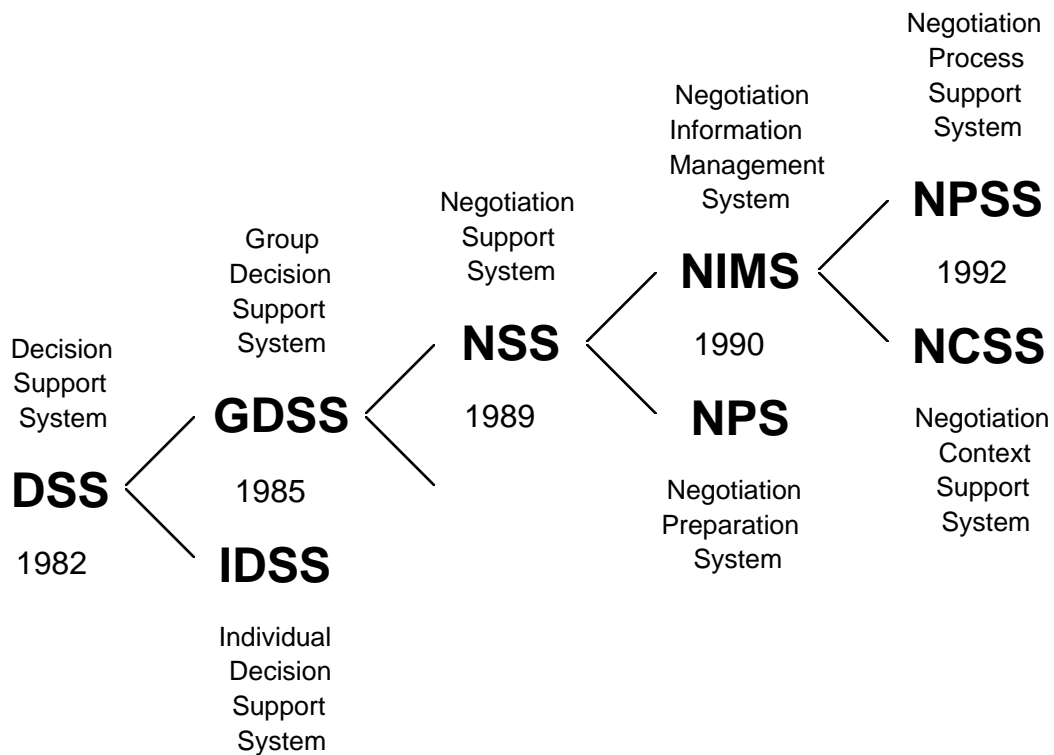 Decision
Support
System
DSS
1982
Group
Decision
Support
System
GDSS
1985
IDSS
Individual
Decision
Support
System
Negotiation
Support
System
NSS
1989
Negotiation
Information
Management
System
NIMS
1990
NPS
Negotiation
Preparation
System
Negotiation
Process
Support
System
NPSS
1992
NCSS
Negotiation
Context
Support
System